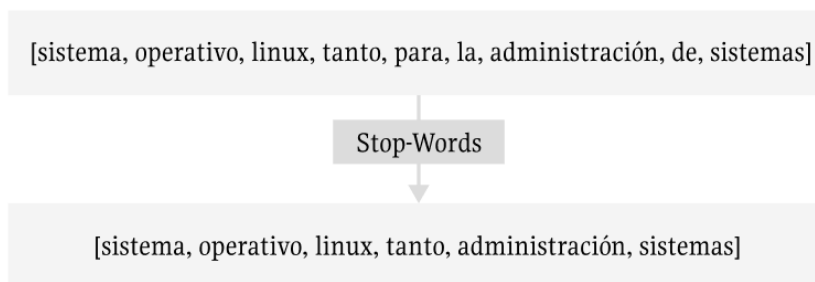 [sistema, operativo, linux, tanto, para, la, administración, de, sistemas]
Stop-Words
[sistema, operativo, linux, tanto, administración, sistemas]